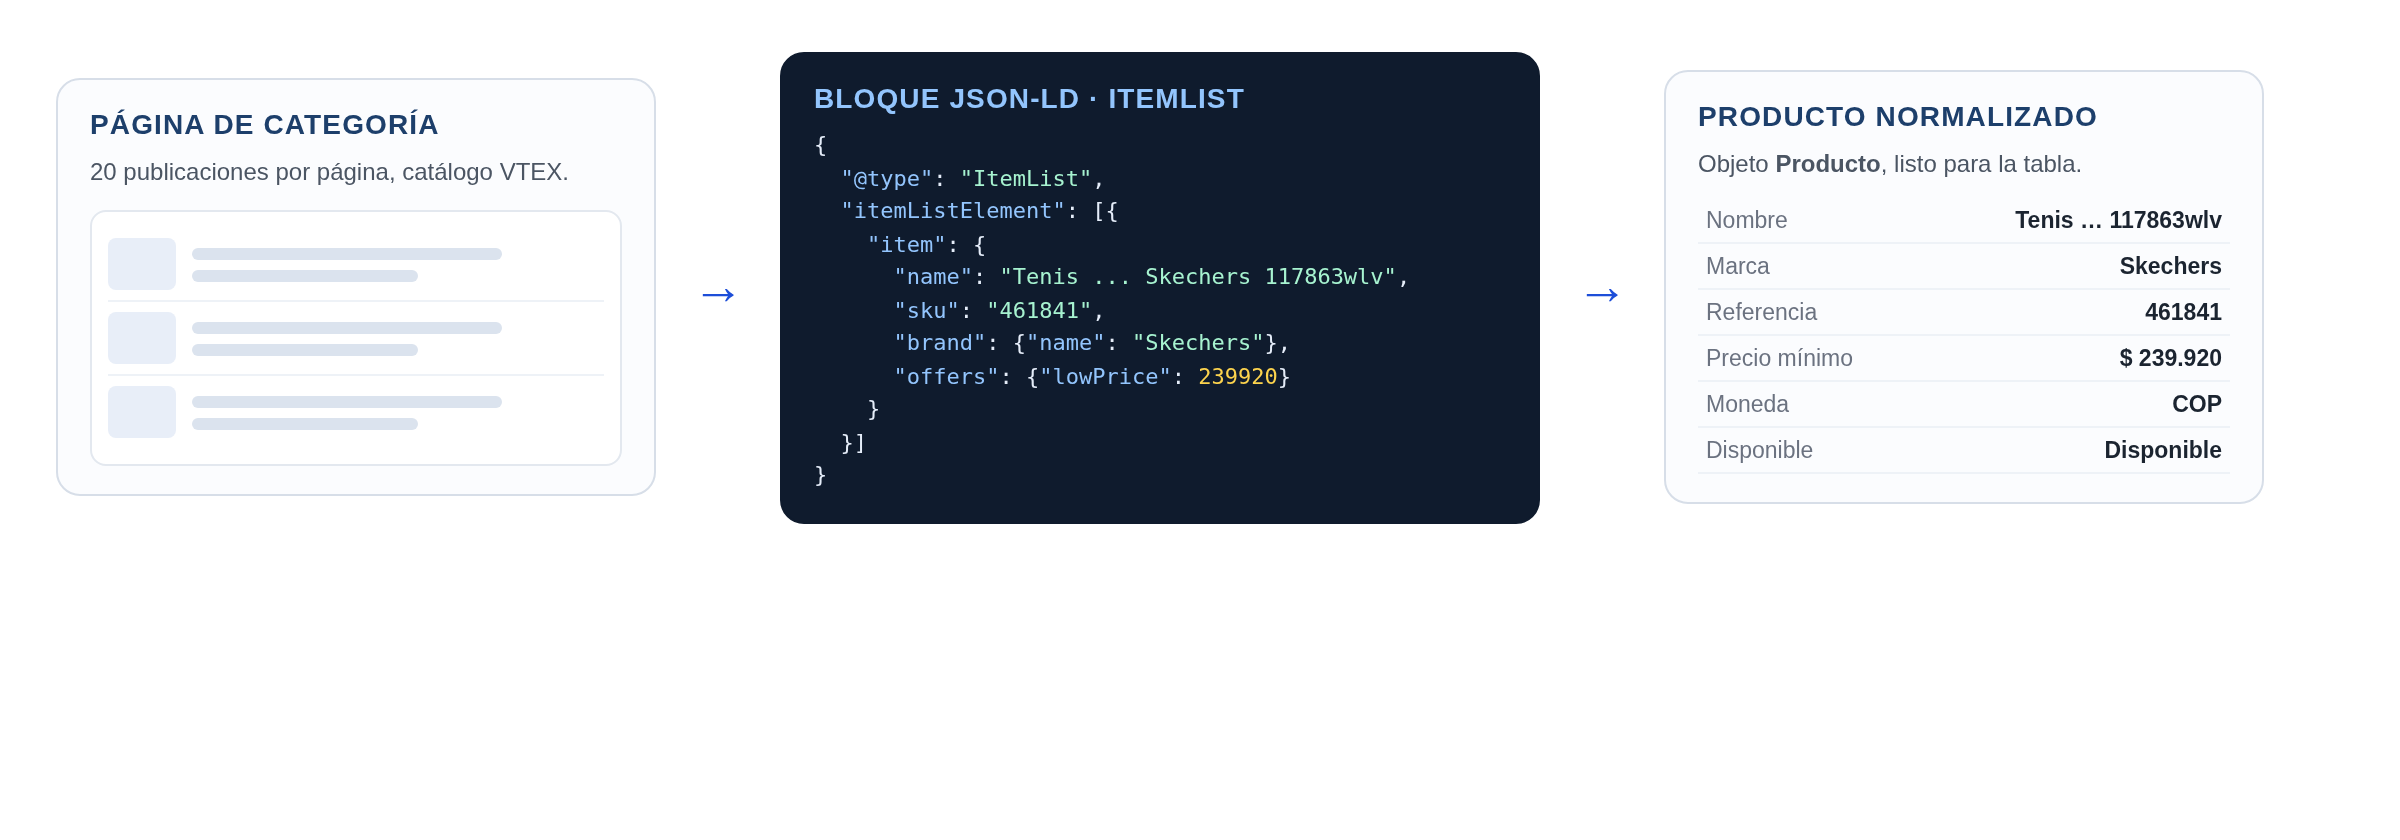 PÁGINA DE CATEGORÍA
20 publicaciones por página, catálogo VTEX.
→
BLOQUE JSON-LD · ITEMLIST
{
  "@type": "ItemList",
  "itemListElement": [{
    "item": {
      "name": "Tenis ... Skechers 117863wlv",
      "sku": "461841",
      "brand": {"name": "Skechers"},
      "offers": {"lowPrice": 239920}
    }
  }]
}
→
PRODUCTO NORMALIZADO
Objeto Producto, listo para la tabla.
Nombre Tenis … 117863wlv
Marca Skechers
Referencia 461841
Precio mínimo $ 239.920
Moneda COP
Disponible Disponible